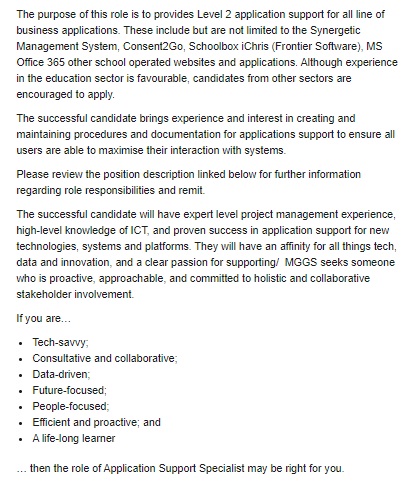 The purpose of this role is to provides Level 2 application support for all line of
business applications. These include but are not limited to the Synergetic
Management System, Consent2Go, Schoolbox iChris (Frontier Software), MS
Office 365 other school operated websites and applications. Although experience
in the education sector is favourable, candidates from other sectors are
encouraged to apply.
The successful candidate brings experience and interest in creating and
maintaining procedures and documentation for applications support to ensure all
users are able to maximise their interaction with systems.
Please review the position description linked below for further information
regarding role responsibilities and remit.
The successful candidate will have expert level project management experience,
high-level knowledge of ICT, and proven success in application support for new
technologies, systems and platforms. They will have an affinity for all things tech,
data and innovation, and a clear passion for supporting/  MGGS seeks someone
who is proactive, approachable, and committed to holistic and collaborative
stakeholder involvement.
If you are…
• Tech-savvy;
• Consultative and collaborative;
• Data-driven;
• Future-focused;
• People-focused;
• Efficient and proactive; and
• A life-long learner
… then the role of Application Support Specialist may be right for you.